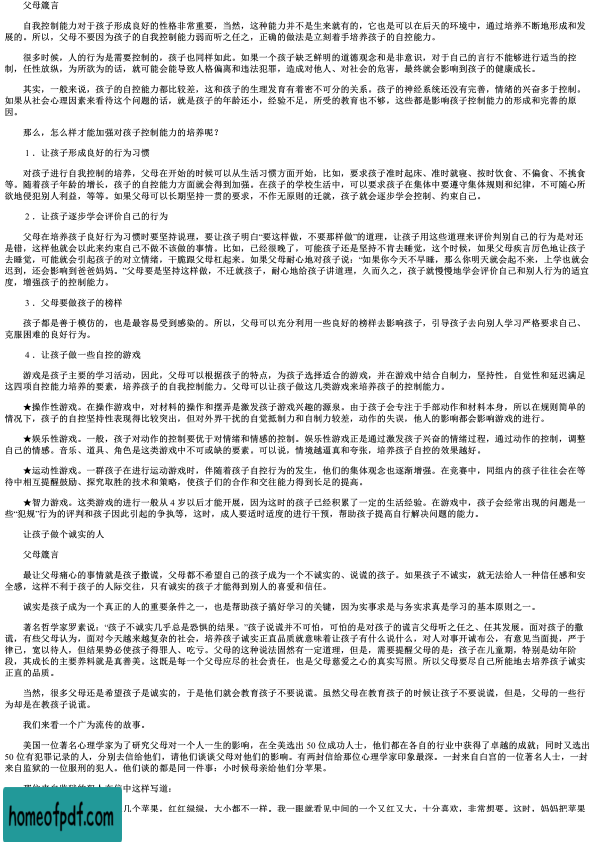 父母箴言
自我控制能力对于孩子形成良好的性格非常重要，当然，这种能力并不是生来就有的，它也是可以在后天的环境中，通过培养不断地形成和发
展的。所以，父母不要因为孩子的自我控制能力弱而听之任之，正确的做法是立刻着手培养孩子的自控能力。
很多时候，人的行为是需要控制的，孩子也同样如此。如果一个孩子缺乏鲜明的道德观念和是非意识，对于自己的言行不能够进行适当的控
制，任性放纵，为所欲为的话，就可能会能导致人格偏离和违法犯罪，造成对他人、对社会的危害，最终就会影响到孩子的健康成长。
其实，一般来说，孩子的自控能力都比较差，这和孩子的生理发育有着密不可分的关系。孩子的神经系统还没有完善，情绪的兴奋多于控制。
如果从社会心理因素来看待这个问题的话，就是孩子的年龄还小，经验不足，所受的教育也不够，这些都是影响孩子控制能力的形成和完善的原
因。
那么，怎么样才能加强对孩子控制能力的培养呢？
1．让孩子形成良好的行为习惯
对孩子进行自我控制的培养，父母在开始的时候可以从生活习惯方面开始，比如，要求孩子准时起床、准时就寝、按时饮食、不偏食、不挑食
等。随着孩子年龄的增长，孩子的自控能力方面就会得到加强。在孩子的学校生活中，可以要求孩子在集体中要遵守集体规则和纪律，不可随心所
欲地侵犯别人利益，等等。如果父母可以长期坚持一贯的要求，不作无原则的迁就，孩子就会逐步学会控制、约束自己。
2．让孩子逐步学会评价自己的行为
父母在培养孩子良好行为习惯时要坚持说理，要让孩子明白“要这样做，不要那样做”的道理，让孩子用这些道理来评价判别自己的行为是对还
是错，这样他就会以此来约束自己不做不该做的事情。比如，已经很晚了，可能孩子还是坚持不肯去睡觉，这个时候，如果父母疾言厉色地让孩子
去睡觉，可能就会引起孩子的对立情绪，干脆跟父母杠起来。如果父母耐心地对孩子说：“如果你今天不早睡，那么你明天就会起不来，上学也就会
迟到，还会影响到爸爸妈妈。”父母要是坚持这样做，不迁就孩子，耐心地给孩子讲道理，久而久之，孩子就慢慢地学会评价自己和别人行为的适宜
度，增强孩子的控制能力。
3．父母要做孩子的榜样
孩子都是善于模仿的，也是最容易受到感染的。所以，父母可以充分利用一些良好的榜样去影响孩子，引导孩子去向别人学习严格要求自己、
克服困难的良好行为。
4．让孩子做一些自控的游戏
游戏是孩子主要的学习活动，因此，父母可以根据孩子的特点，为孩子选择适合的游戏，并在游戏中结合自制力，坚持性，自觉性和延迟满足
这四项自控能力培养的要素，培养孩子的自我控制能力。父母可以让孩子做这几类游戏来培养孩子的控制能力。
★操作性游戏。在操作游戏中，对材料的操作和摆弄是激发孩子游戏兴趣的源泉。由于孩子会专注于手部动作和材料本身，所以在规则简单的
情况下，孩子的自控坚持性表现得比较突出，但对外界干扰的自觉抵制力和自制力较差，动作的失误，他人的影响都会影响游戏的进行。
★娱乐性游戏。一般，孩子对动作的控制要优于对情绪和情感的控制。娱乐性游戏正是通过激发孩子兴奋的情绪过程，通过动作的控制，调整
自己的情感。音乐、道具、角色是这类游戏中不可或缺的要素。可以说，情境越逼真和夸张，培养孩子自控的效果越好。
★运动性游戏。一群孩子在进行运动游戏时，伴随着孩子自控行为的发生，他们的集体观念也逐渐增强。在竞赛中，同组内的孩子往往会在等
待中相互提醒鼓励、探究取胜的技术和策略，使孩子们的合作和交往能力得到长足的提高。
★智力游戏。这类游戏的进行一般从 4 岁以后才能开展，因为这时的孩子已经积累了一定的生活经验。在游戏中，孩子会经常出现的问题是一
些“犯规”行为的评判和孩子因此引起的争执等，这时，成人要适时适度的进行干预，帮助孩子提高自行解决问题的能力。
让孩子做个诚实的人
父母箴言
最让父母痛心的事情就是孩子撒谎，父母都不希望自己的孩子成为一个不诚实的、说谎的孩子。如果孩子不诚实，就无法给人一种信任感和安
全感，这样不利于孩子的人际交往，只有诚实的孩子才能得到别人的喜爱和信任。
诚实是孩子成为一个真正的人的重要条件之一，也是帮助孩子搞好学习的关键，因为实事求是与务实求真是学习的基本原则之一。
著名哲学家罗素说：“孩子不诚实几乎总是恐惧的结果。”孩子说谎并不可怕，可怕的是对孩子的谎言父母听之任之、任其发展。面对孩子的撒
谎，有些父母认为，面对今天越来越复杂的社会，培养孩子诚实正直品质就意味着让孩子有什么说什么，对人对事开诚布公，有意见当面提，严于
律己，宽以待人，但结果势必使孩子得罪人、吃亏。父母的这种说法固然有一定道理，但是，需要提醒父母的是：孩子在儿童期，特别是幼年阶
段，其成长的主要养料就是真善美。这既是每一个父母应尽的社会责任，也是父母慈爱之心的真实写照。所以父母要尽自己所能地去培养孩子诚实
正直的品质。
当然，很多父母还是希望孩子是诚实的，于是他们就会教育孩子不要说谎。虽然父母在教育孩子的时候让孩子不要说谎，但是，父母的一些行
为却是在教孩子说谎。
我们来看一个广为流传的故事。
美国一位著名心理学家为了研究父母对一个人一生的影响，在全美选出 50 位成功人士，他们都在各自的行业中获得了卓越的成就；同时又选出
50 位有犯罪记录的人，分别去信给他们，请他们谈谈父母对他们的影响。有两封信给那位心理学家印象最深。一封来自白宫的一位著名人士，一封
来自监狱的一位服刑的犯人。他们谈的都是同一件事：小时候母亲给他们分苹果。
几个苹果，红红绿绿，大小都不一样。我一眼就看见中间的一个又红又大，十分喜欢，非常想要。这时，妈妈把苹果
homeofpdf.com